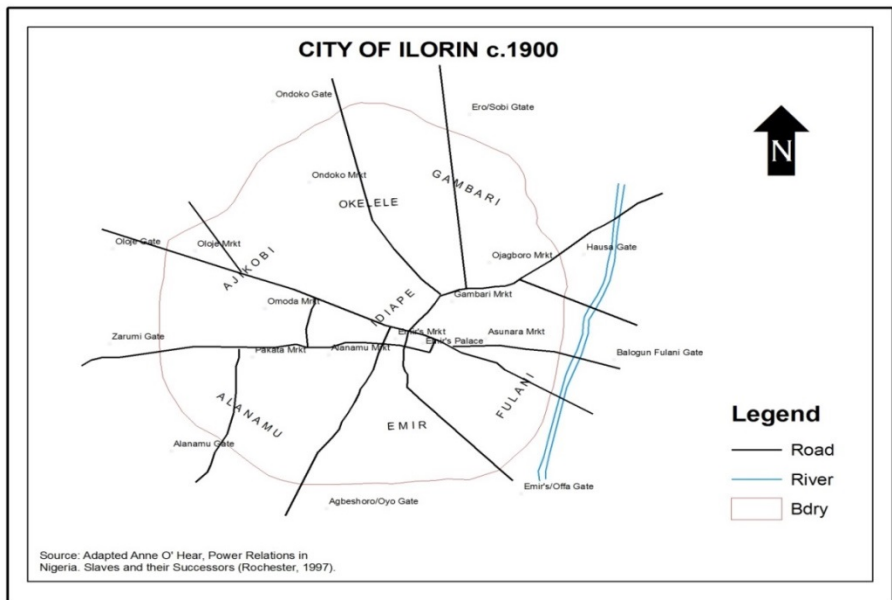 CITY OF ILORIN c.1900
Ondoko Gate
Ero/Sobi Gtate
N
Ondoko Mrkt
GAMBARI
OKELELE
Oloje Gate
Oloje Mrkt
Hausa Gate
Ojagboro Mrkt
AJIKOBI
Omoda Mrkt
Gambari Mrkt
IDIAPE
Zarumi Gate
Emir's Mrkt
Asunara Mrkt
Emir's Palace
Pakata Mrkt
Alanamu Mrkt
Balogun Fulani Gate
FULANI
ALANAMU
EMIR
Legend
Alanamu Gate
Road
River
Emir's/Offa Gate
Agbeshoro/Oyo Gate
Bdry
Source: Adapted Anne O' Hear, Power Relations in
Nigeria. Slaves and their Successors (Rochester, 1997).